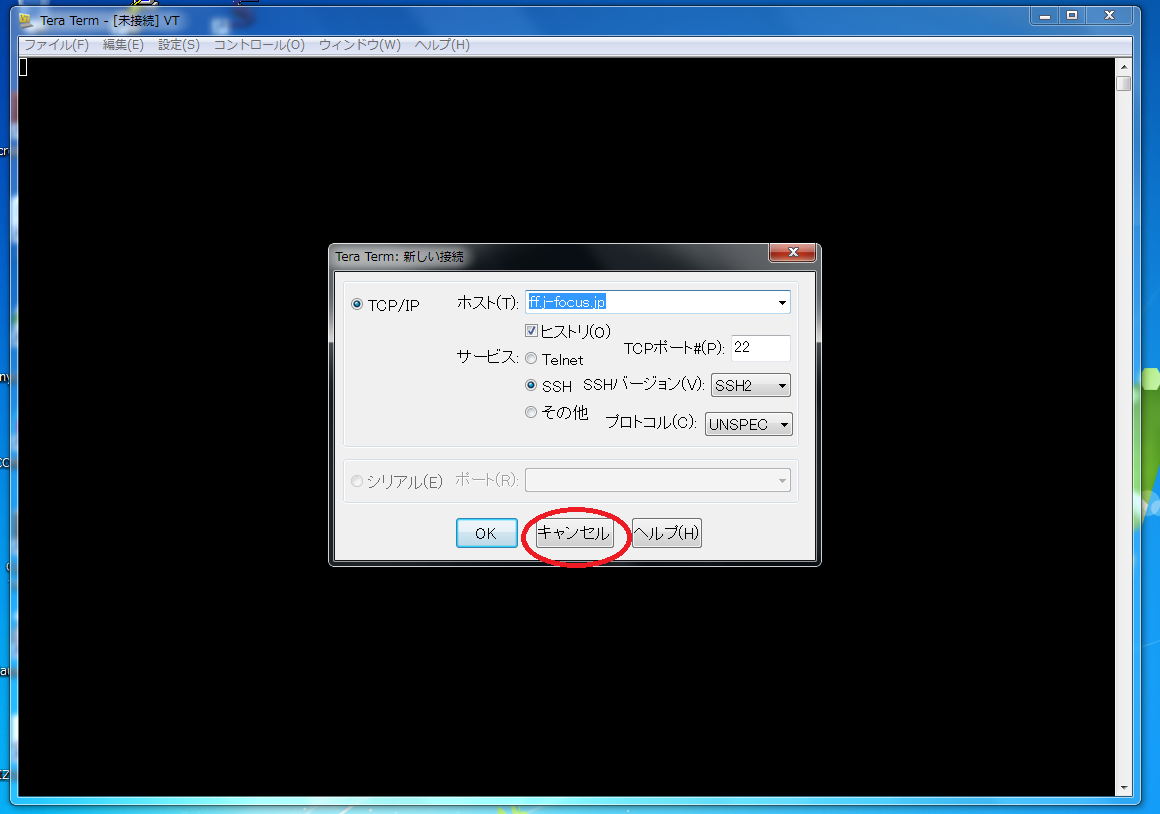 Tera Term - [未接続] VT
ファイル(F) 編集(E) 設定(S) コントロール(O) ウィンドウ(W) ヘルプ(H)
Tera Term: 新しい接続
TCP/IP ホスト(T): ff.j-focus.jp
ヒストリ(O)
サービス: Telnet TCPポート#(P): 22
SSH SSHバージョン(V): SSH2
その他 プロトコル(C): UNSPEC
シリアル(E) ポート(R):
OK キャンセル ヘルプ(H)